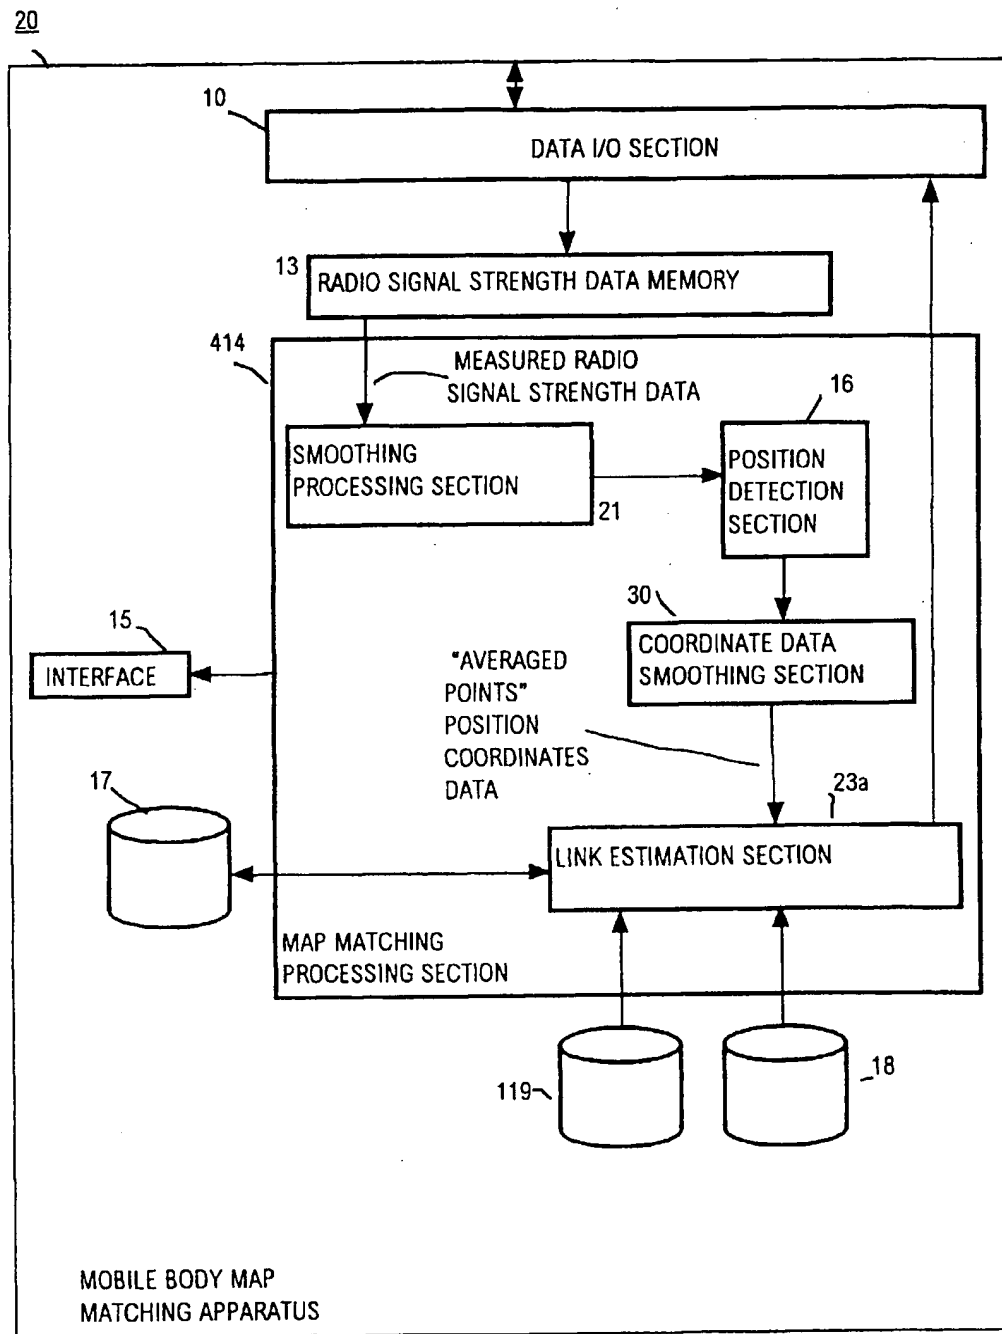 20
10
DATA I/O SECTION
13
RADIO SIGNAL STRENGTH DATA MEMORY
414
MEASURED RADIO
SIGNAL STRENGTH DATA
16
SMOOTHING
PROCESSING SECTION
21
POSITION
DETECTION
SECTION
30
COORDINATE DATA
SMOOTHING SECTION
15
INTERFACE
"AVERAGED
POINTS"
POSITION
COORDINATES
DATA
17
23a
LINK ESTIMATION SECTION
MAP MATCHING
PROCESSING SECTION
119
18
MOBILE BODY MAP
MATCHING APPARATUS